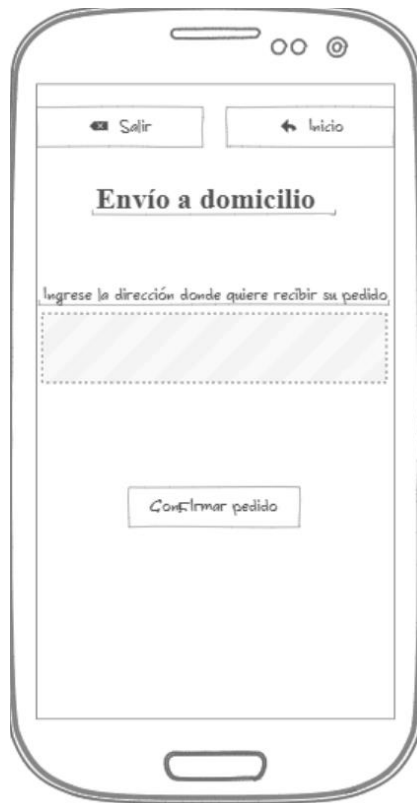 Salir
Inicio
Envío a domicilio
Ingrese la dirección donde quiere recibir su pedido
Confirmar pedido